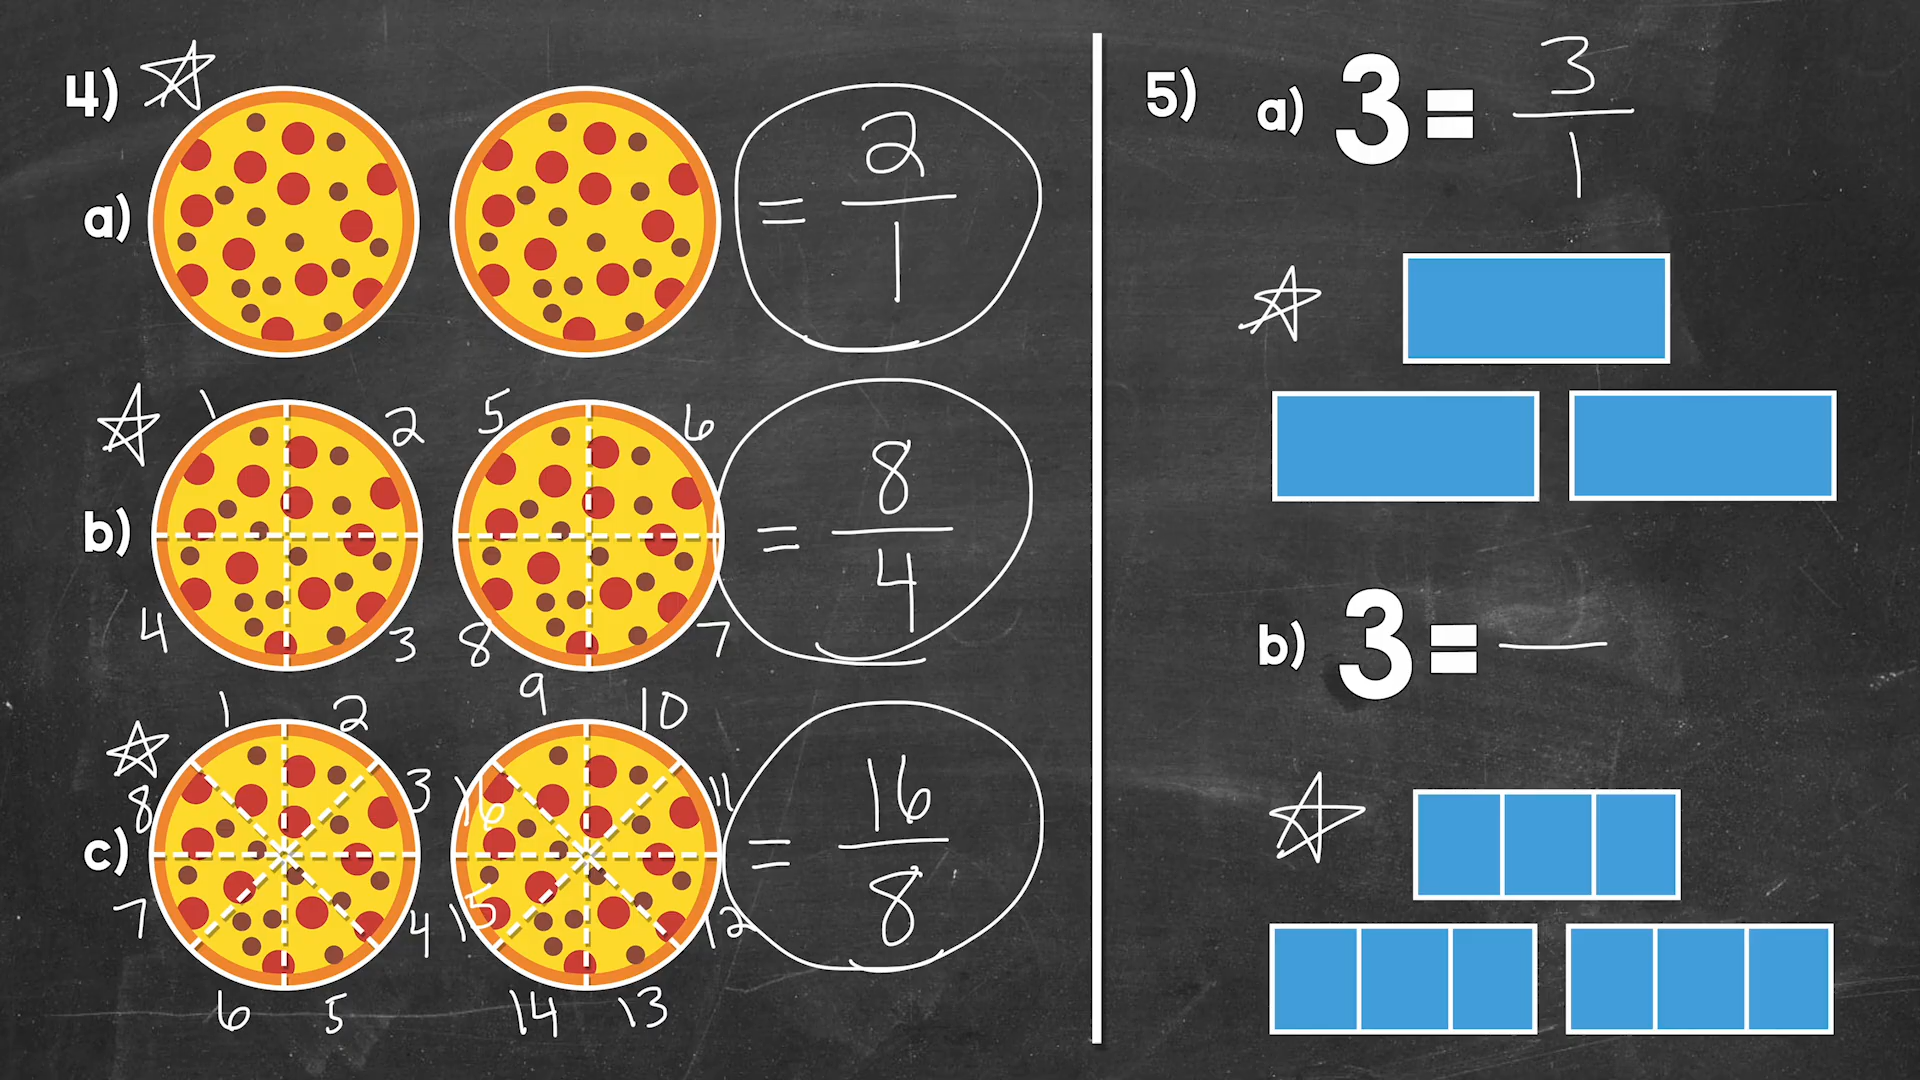 4)
a)
= 2/1
b)
1 2 5 6
4 3 8 7
= 8/4
c)
1 2 9 10
8 3 16 11
7 4 15 12
6 5 14 13
= 16/8
5) a) 3 = 3/1
b) 3 = —